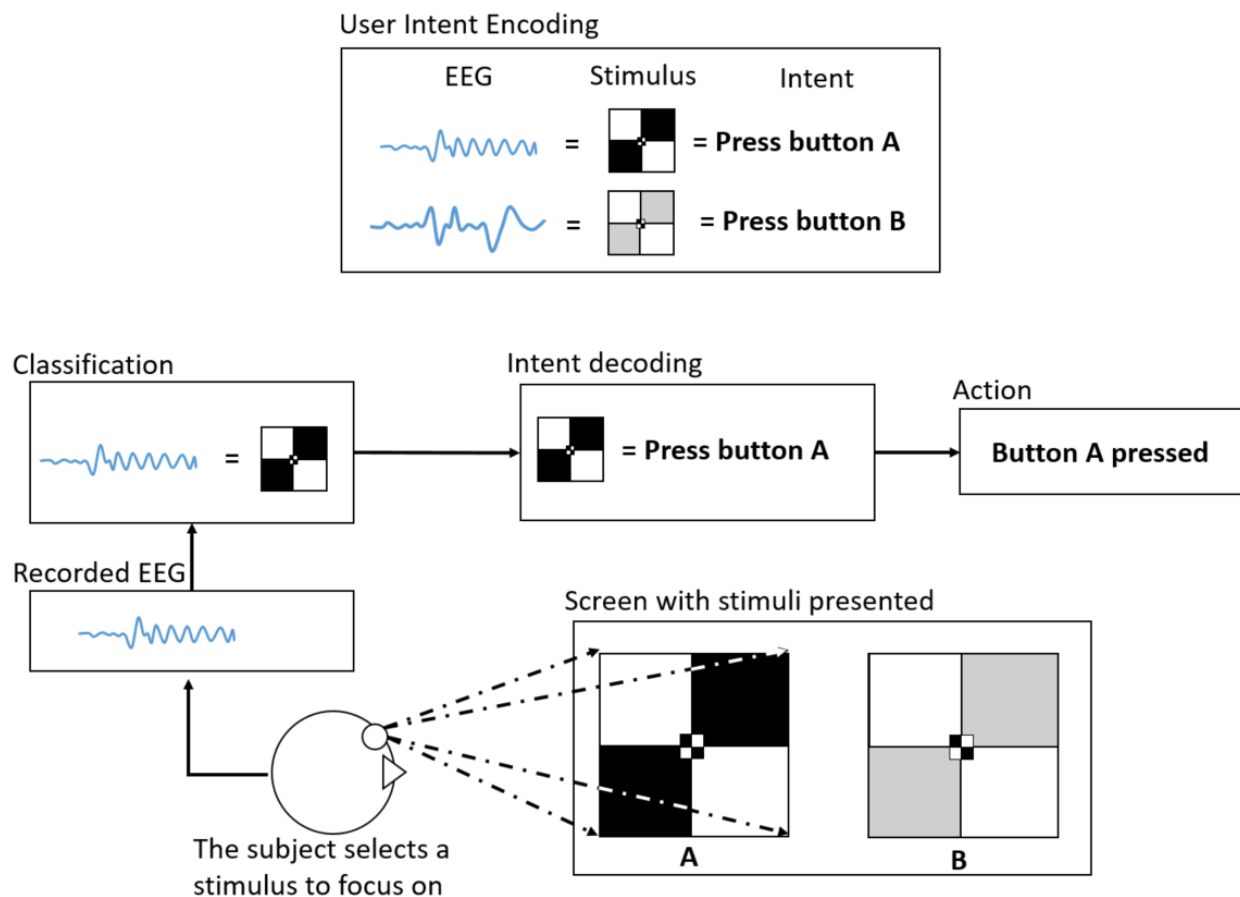 User Intent Encoding
EEG Stimulus Intent
= = Press button A
= = Press button B
Classification
=
Intent decoding
= Press button A
Action
Button A pressed
Recorded EEG
Screen with stimuli presented
A B
The subject selects a
stimulus to focus on